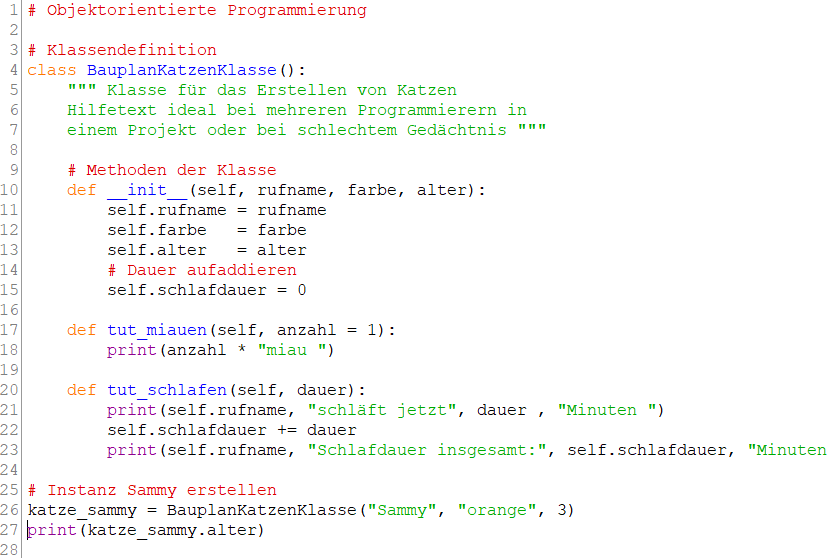 1 # Objektorientierte Programmierung
2
3 # Klassendefinition
4 class BauplanKatzenKlasse():
5     """ Klasse für das Erstellen von Katzen
6     Hilfetext ideal bei mehreren Programmierern in
7     einem Projekt oder bei schlechtem Gedächtnis """
8
9     # Methoden der Klasse
10     def __init__(self, rufname, farbe, alter):
11         self.rufname = rufname
12         self.farbe   = farbe
13         self.alter   = alter
14         # Dauer aufaddieren
15         self.schlafdauer = 0
16
17     def tut_miauen(self, anzahl = 1):
18         print(anzahl * "miau ")
19
20     def tut_schlafen(self, dauer):
21         print(self.rufname, "schläft jetzt", dauer , "Minuten ")
22         self.schlafdauer += dauer
23         print(self.rufname, "Schlafdauer insgesamt:", self.schlafdauer, "Minuten
24
25 # Instanz Sammy erstellen
26 katze_sammy = BauplanKatzenKlasse("Sammy", "orange", 3)
27 print(katze_sammy.alter)
28